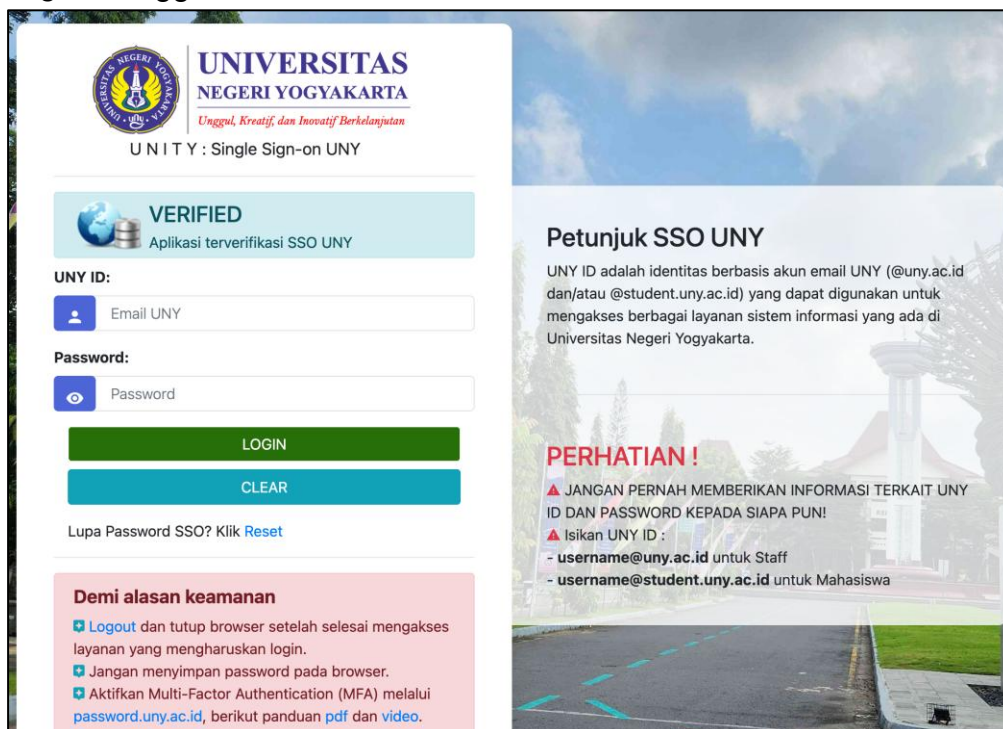 UNIVERSITAS NEGERI YOGYAKARTA
· uny ·
UNIVERSITAS
NEGERI YOGYAKARTA
Unggul, Kreatif, dan Inovatif Berkelanjutan
U N I T Y : Single Sign-on UNY
VERIFIED
Aplikasi terverifikasi SSO UNY
UNY ID:
Email UNY
Password:
Password
LOGIN
CLEAR
Lupa Password SSO? Klik Reset
Demi alasan keamanan
Logout dan tutup browser setelah selesai mengakses
layanan yang mengharuskan login.
Jangan menyimpan password pada browser.
Aktifkan Multi-Factor Authentication (MFA) melalui
password.uny.ac.id, berikut panduan pdf dan video.
Petunjuk SSO UNY
UNY ID adalah identitas berbasis akun email UNY (@uny.ac.id
dan/atau @student.uny.ac.id) yang dapat digunakan untuk
mengakses berbagai layanan sistem informasi yang ada di
Universitas Negeri Yogyakarta.
PERHATIAN !
JANGAN PERNAH MEMBERIKAN INFORMASI TERKAIT UNY
ID DAN PASSWORD KEPADA SIAPA PUN!
Isikan UNY ID :
- username@uny.ac.id untuk Staff
- username@student.uny.ac.id untuk Mahasiswa